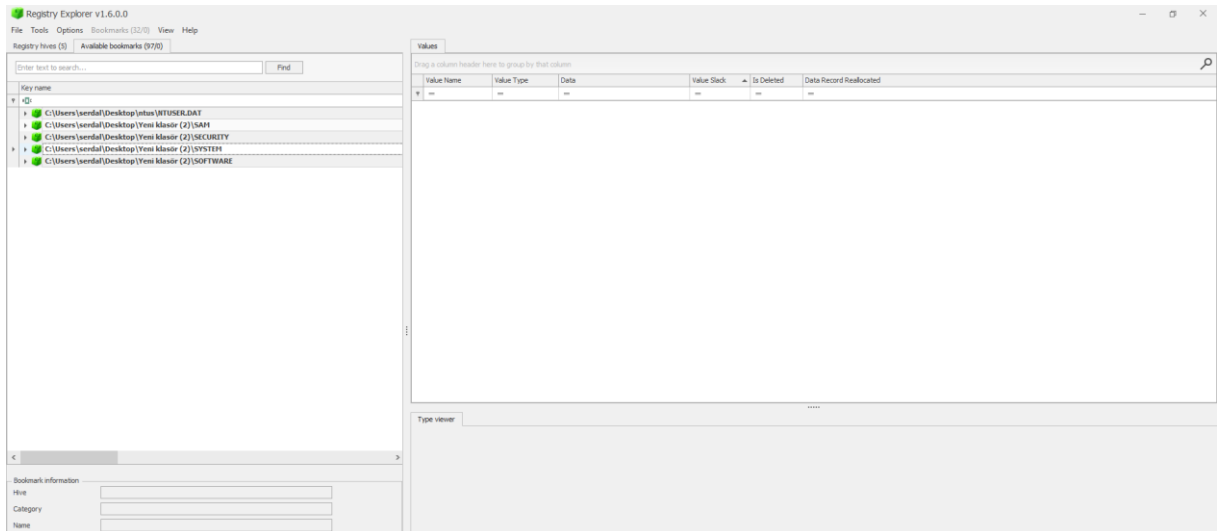 Registry Explorer v1.6.0.0
File Tools Options Bookmarks (32/0) View Help
Registry hives (5) Available bookmarks (97/0)
Enter text to search... Find
Key name
C:\Users\serdal\Desktop\ntus\NTUSER.DAT
C:\Users\serdal\Desktop\Yeni klasör (2)\SAM
C:\Users\serdal\Desktop\Yeni klasör (2)\SECURITY
C:\Users\serdal\Desktop\Yeni klasör (2)\SYSTEM
C:\Users\serdal\Desktop\Yeni klasör (2)\SOFTWARE
Bookmark information
Hive
Category
Name
Values
Drag a column header here to group by that column
Value Name Value Type Data Value Slack Is Deleted Data Record Reallocated
Type viewer